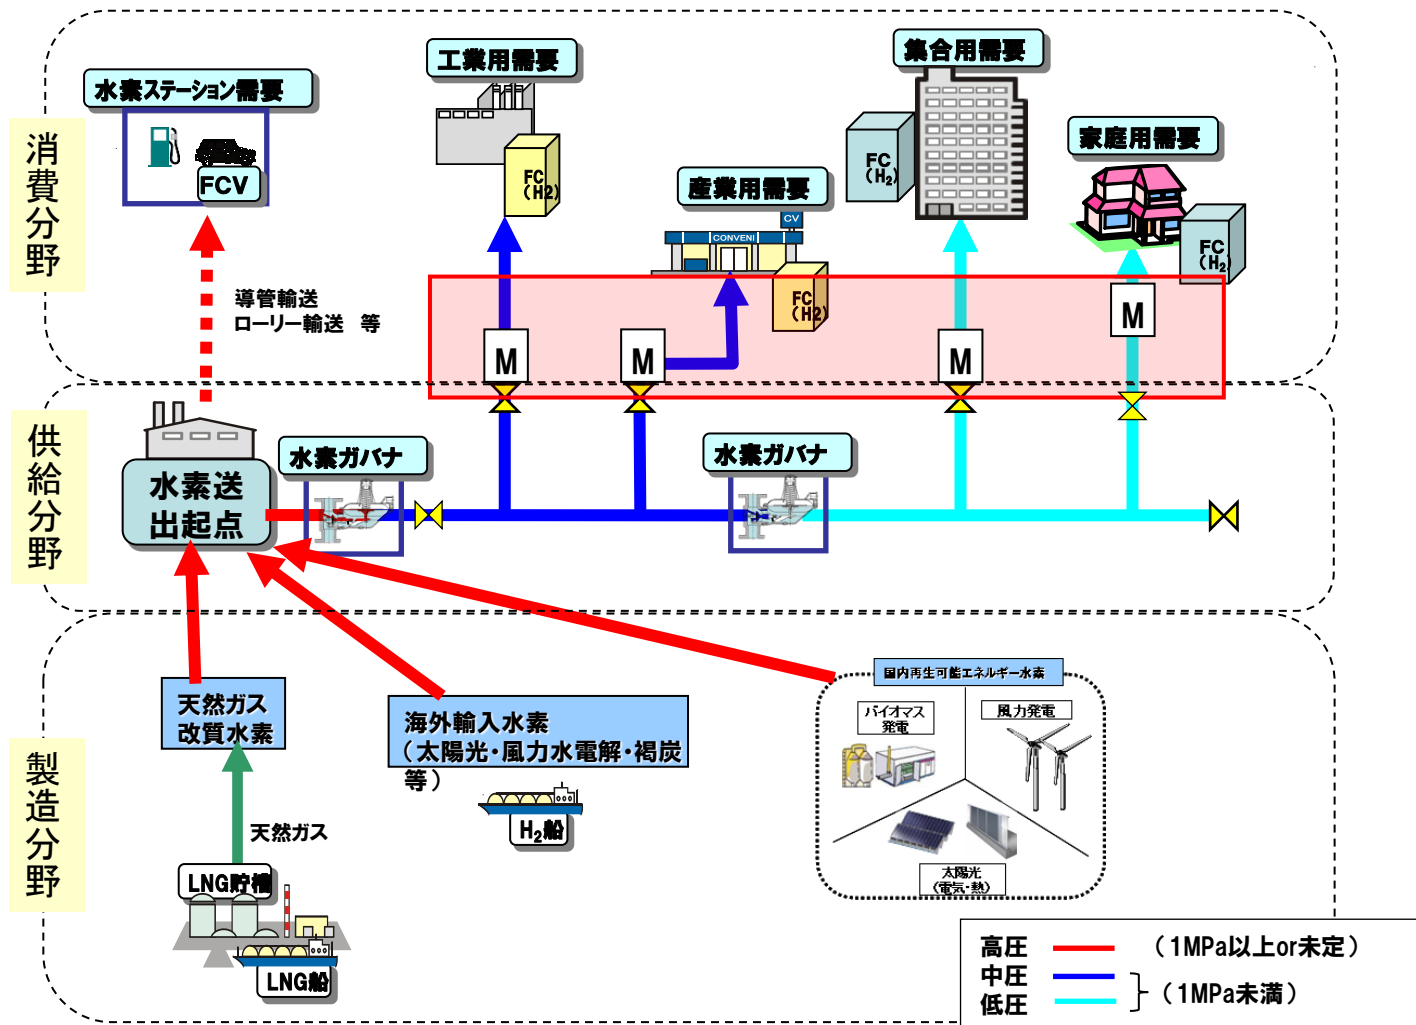 消費分野
水素ステーション需要
FCV
工業用需要
FC
(H2)
産業用需要
CV
CONVENI
FC
(H2)
集合用需要
FC
(H₂)
家庭用需要
FC
(H₂)
導管輸送
ローリー輸送 等
M
M
M
M
供給分野
水素送
出起点
水素ガバナ
水素ガバナ
製造分野
天然ガス
改質水素
天然ガス
LNG貯槽
LNG船
海外輸入水素
(太陽光・風力水電解・褐炭
等)
H₂船
国内再生可能エネルギー水素
バイオマス
発電
風力発電
太陽光
(電気・熱)
高圧 (1MPa以上or未定)
中圧
低圧
(1MPa未満)